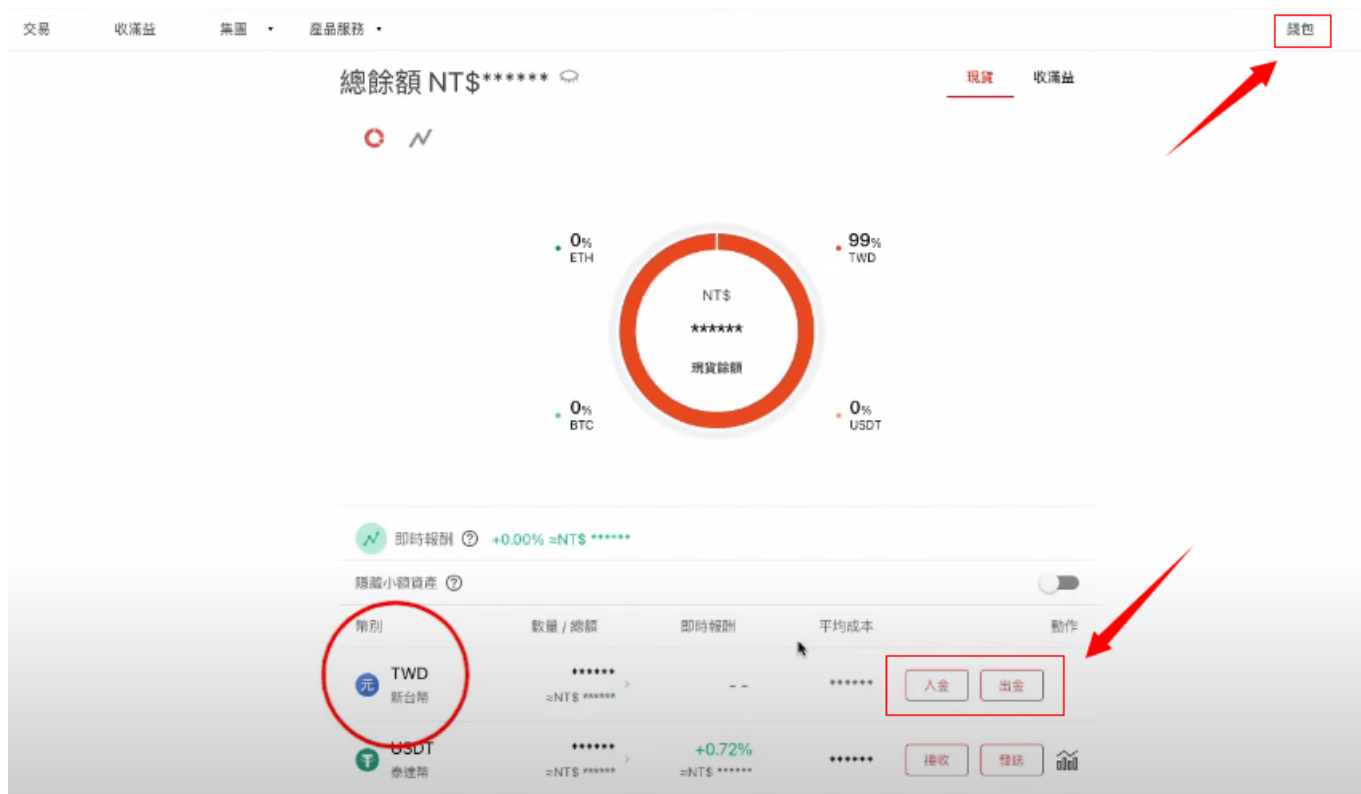 交易 收滿益 集團 產品服務 錢包
總餘額 NT$******
現貨 收滿益
0% ETH
99% TWD
NT$
******
現貨餘額
0% BTC
0% USDT
即時報酬 ? +0.00% ≈NT$ ******
隱藏小額資產 ?
幣別 數量 / 總額 即時報酬 平均成本 動作
TWD ****** -- ****** 入金 出金
新台幣 ≈NT$ ******
USDT ****** +0.72% ****** 接收 發送
泰達幣 ≈NT$ ****** ≈NT$ ******